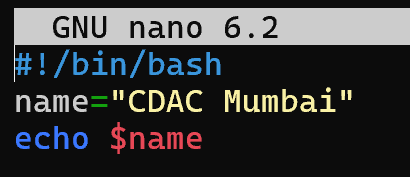 GNU nano 6.2
#!/bin/bash
name="CDAC Mumbai"
echo $name